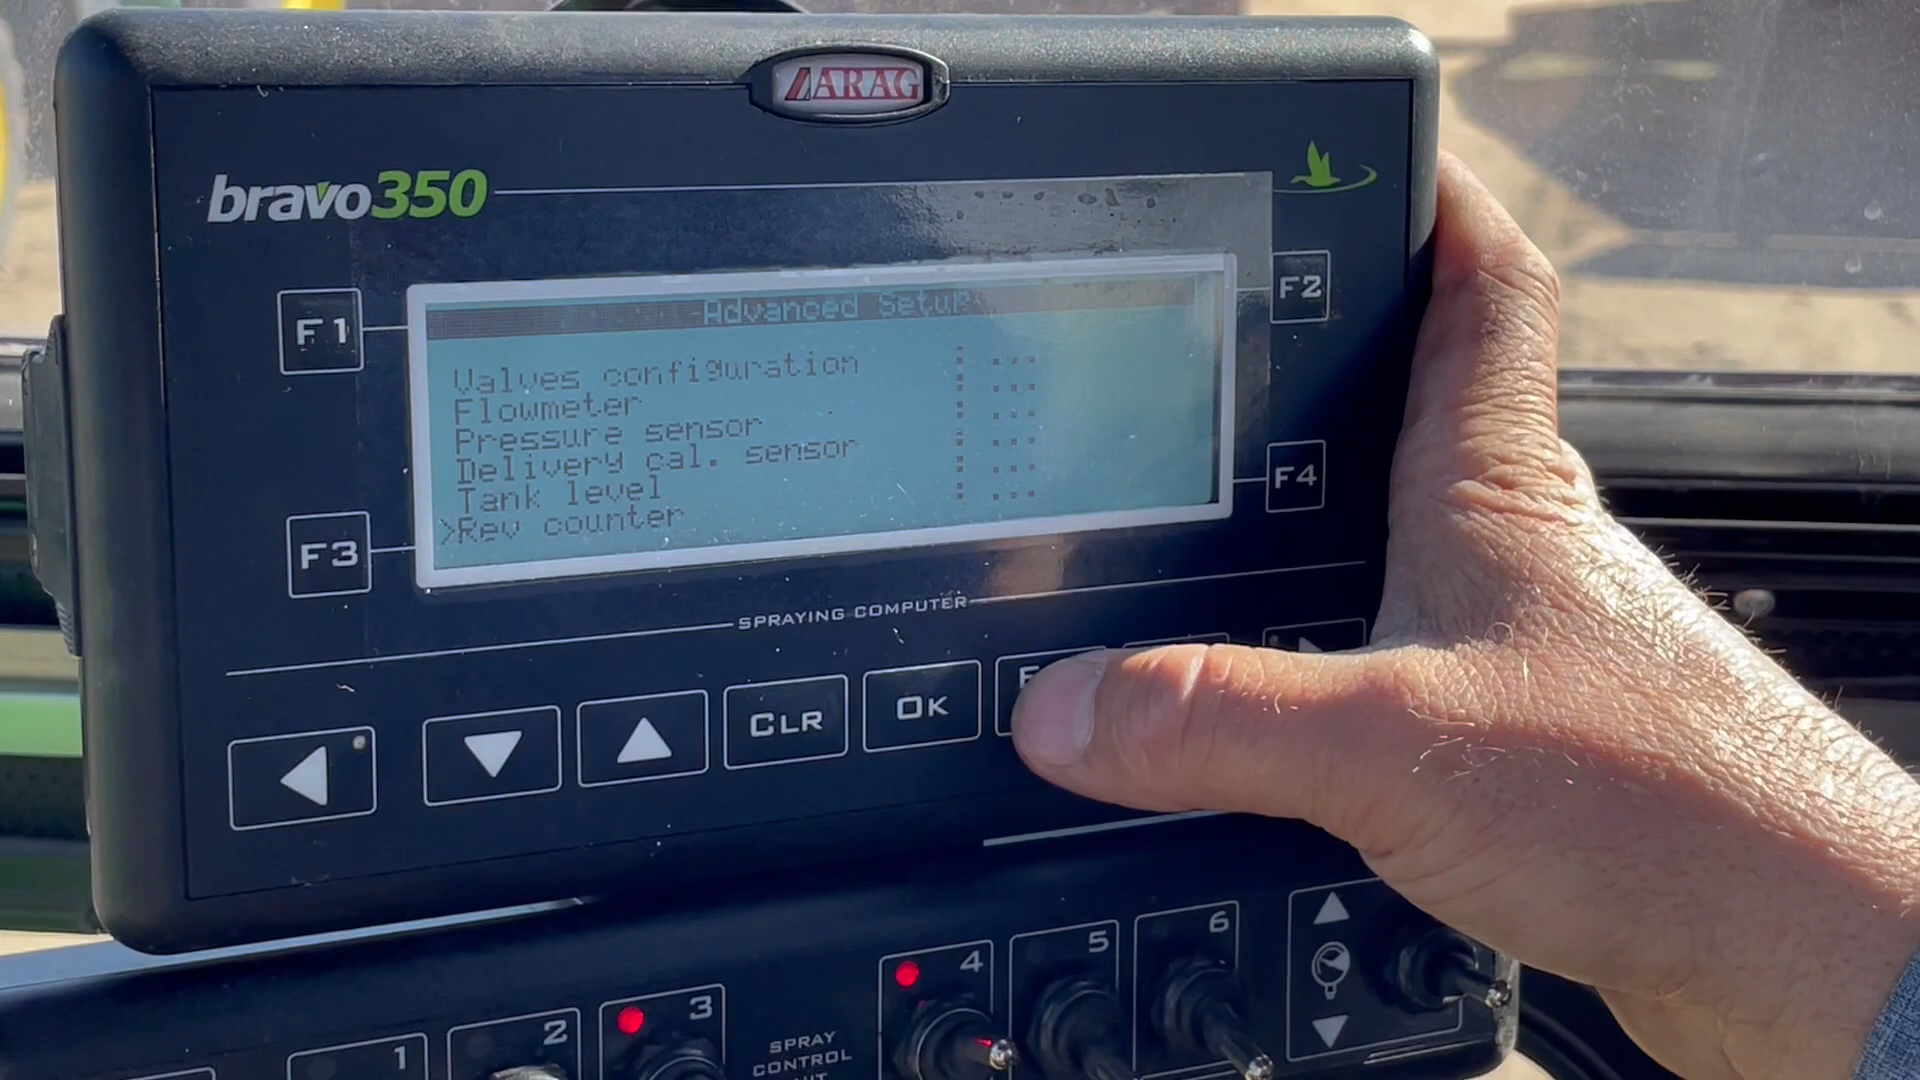 ARAG
bravo350
F1
F2
Advanced Setup
Valves configuration : ...
Flowmeter : ...
Pressure sensor : ...
Delivery cal. sensor : ...
Tank level : ...
>Rev counter : ...
F3
F4
SPRAYING COMPUTER
CLR
OK
1
2
3
4
5
6
SPRAY
CONTROL